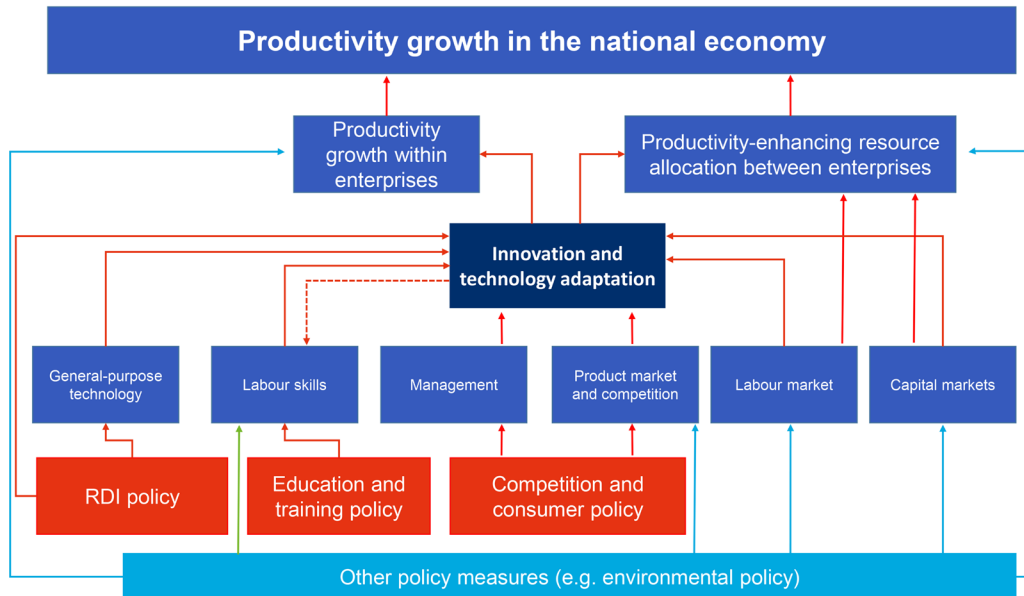 Productivity growth in the national economy
Productivity
growth within
enterprises
Productivity-enhancing resource
allocation between enterprises
Innovation and
technology adaptation
General-purpose
technology
Labour skills
Management
Product market
and competition
Labour market
Capital markets
RDI policy
Education and
training policy
Competition and
consumer policy
Other policy measures (e.g. environmental policy)